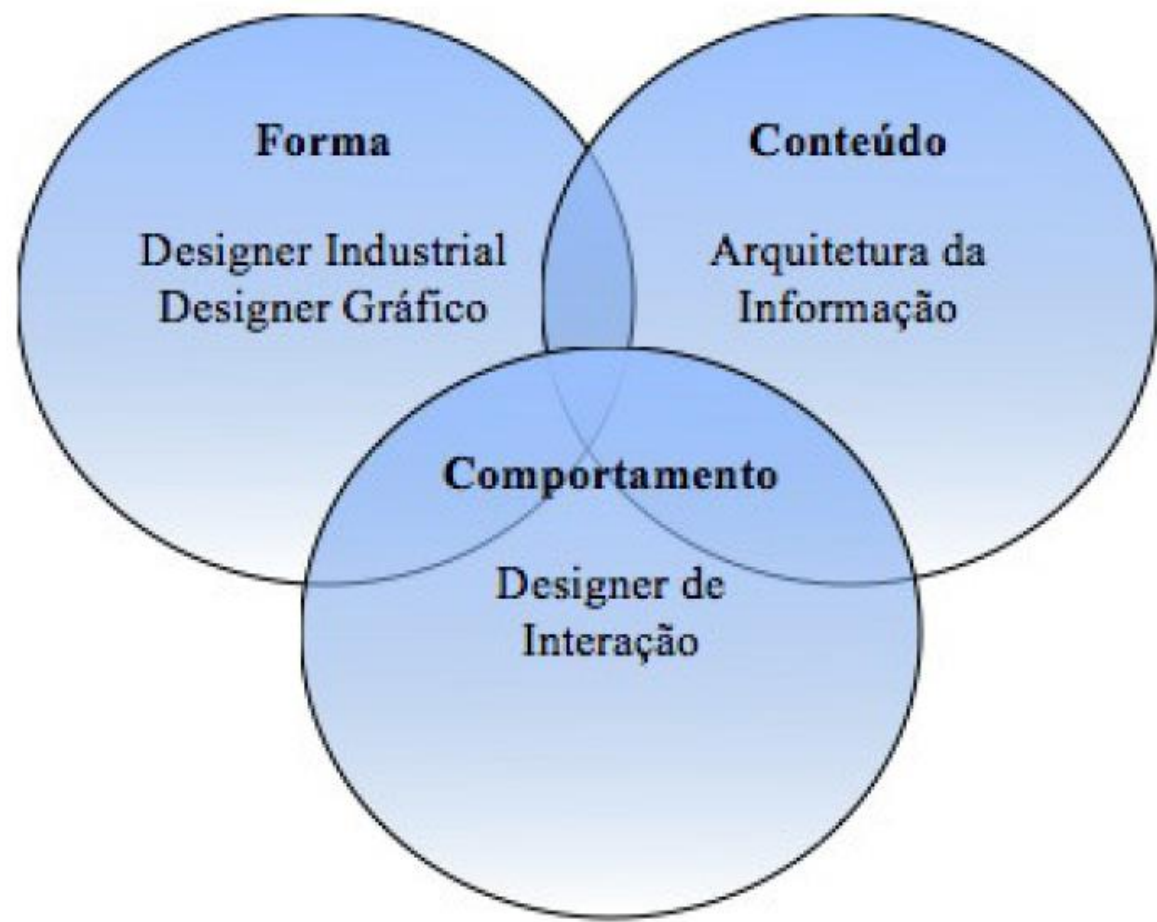 Forma
Designer Industrial
Designer Gráfico
Conteúdo
Arquitetura da
Informação
Comportamento
Designer de
Interação